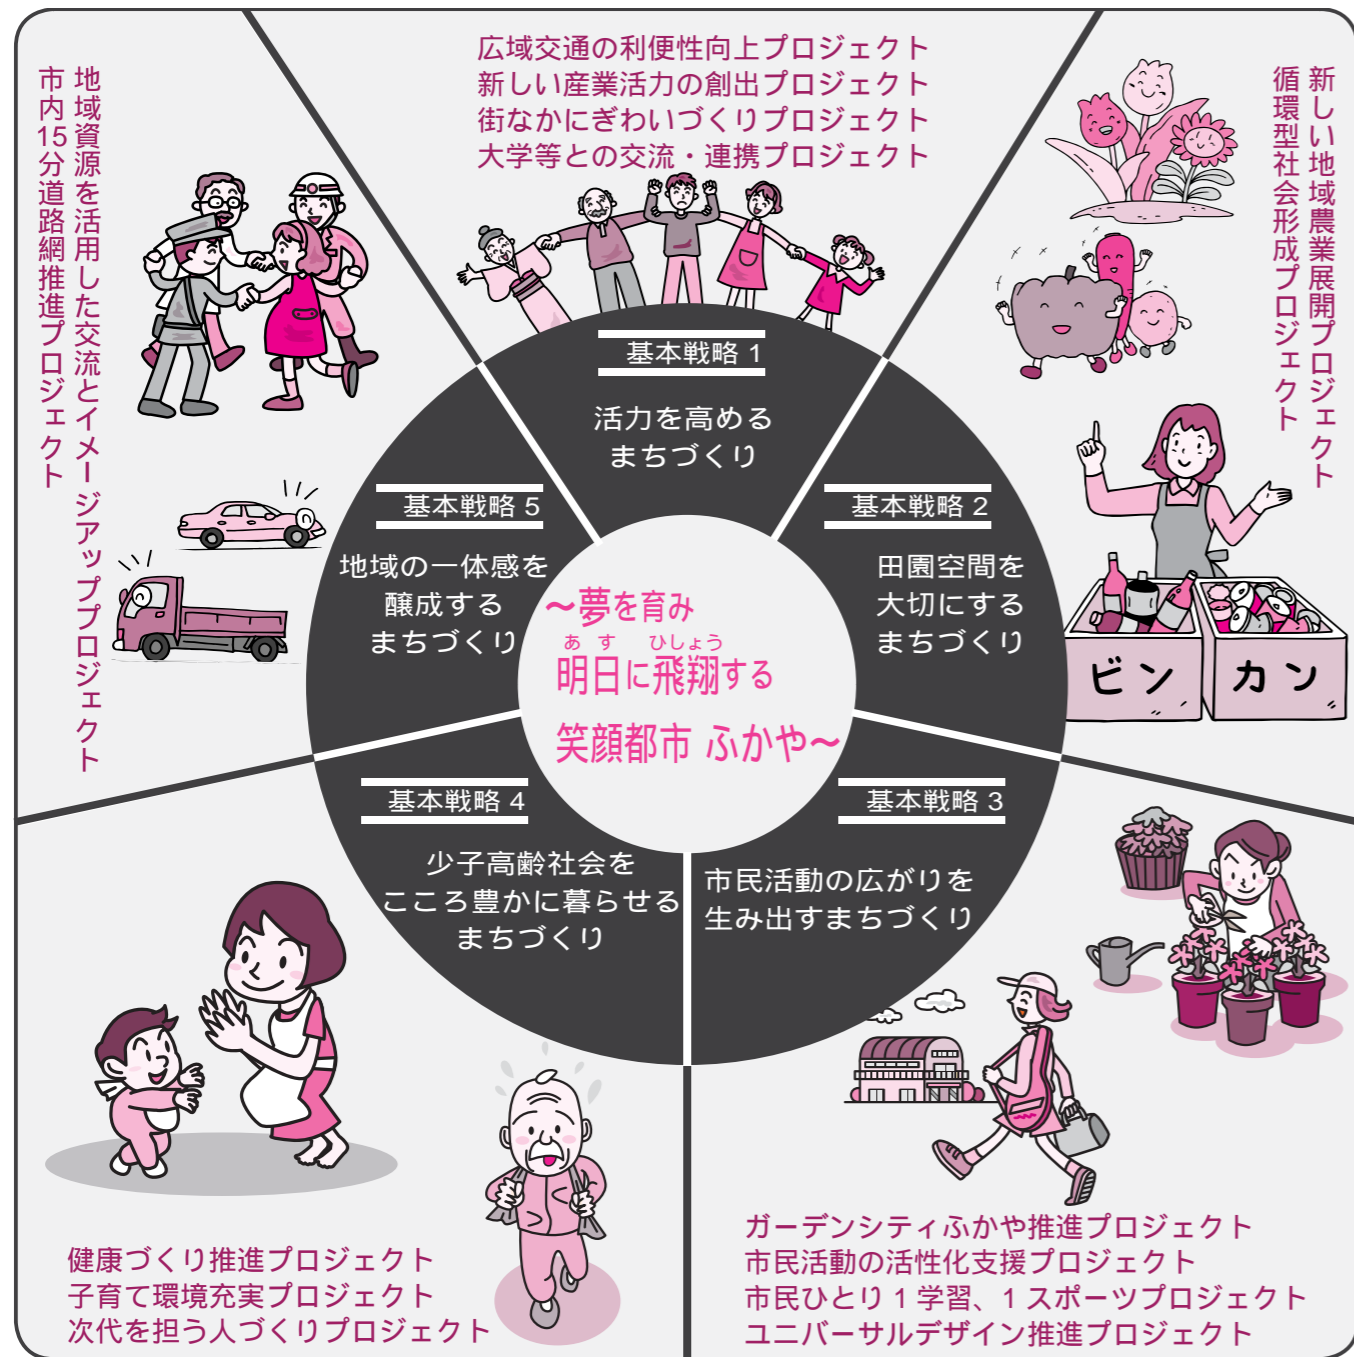 広域交通の利便性向上プロジェクト
新しい産業活力の創出プロジェクト
街なかにぎわいづくりプロジェクト
大学等との交流・連携プロジェクト
基本戦略 1
活力を高める
まちづくり
新しい地域農業展開プロジェクト
循環型社会形成プロジェクト
ビン
カン
基本戦略 2
田園空間を
大切にする
まちづくり
基本戦略 3
市民活動の広がりを
生み出すまちづくり
ガーデンシティふかや推進プロジェクト
市民活動の活性化支援プロジェクト
市民ひとり 1 学習、1 スポーツプロジェクト
ユニバーサルデザイン推進プロジェクト
基本戦略 4
少子高齢社会を
こころ豊かに暮らせる
まちづくり
健康づくり推進プロジェクト
子育て環境充実プロジェクト
次代を担う人づくりプロジェクト
基本戦略 5
地域の一体感を
醸成する
まちづくり
地域資源を活用した交流とイメージアッププロジェクト
市内15分道路網推進プロジェクト
〜夢を育み
あす ひしょう
明日に飛翔する
笑顔都市 ふかや〜